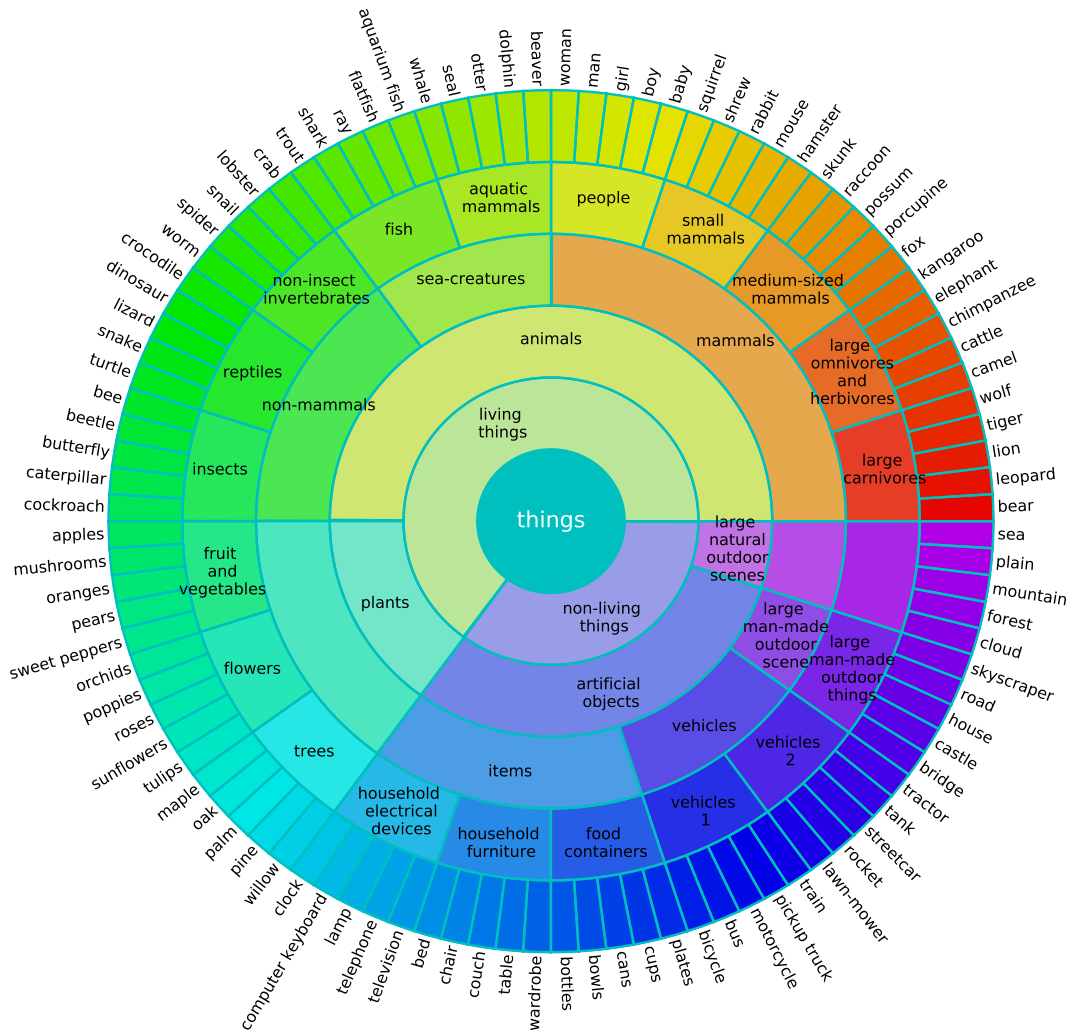 things
living
things
non-living
things
animals
plants
artificial
objects
large
natural
outdoor
scenes
mammals
sea-creatures
non-mammals
items
vehicles
large
man-made
outdoor
scene
people
small
mammals
medium-sized
mammals
large
omnivores
and
herbivores
large
carnivores
large
man-made
outdoor
things
vehicles
2
vehicles
1
food
containers
household
furniture
household
electrical
devices
trees
flowers
fruit
and
vegetables
insects
reptiles
non-insect
invertebrates
fish
aquatic
mammals
woman
man
girl
boy
baby
squirrel
shrew
rabbit
mouse
hamster
skunk
raccoon
possum
porcupine
fox
kangaroo
elephant
chimpanzee
cattle
camel
wolf
tiger
lion
leopard
bear
sea
plain
mountain
forest
cloud
skyscraper
road
house
castle
bridge
tractor
tank
streetcar
rocket
lawn-mower
train
pickup truck
motorcycle
bus
bicycle
plates
cups
cans
bowls
bottles
wardrobe
table
couch
chair
bed
television
telephone
lamp
computer keyboard
clock
willow
pine
palm
oak
maple
tulips
sunflowers
roses
poppies
orchids
sweet peppers
pears
oranges
mushrooms
apples
cockroach
caterpillar
butterfly
beetle
bee
turtle
snake
lizard
dinosaur
crocodile
worm
spider
snail
lobster
crab
trout
shark
ray
flatfish
aquarium fish
whale
seal
otter
dolphin
beaver